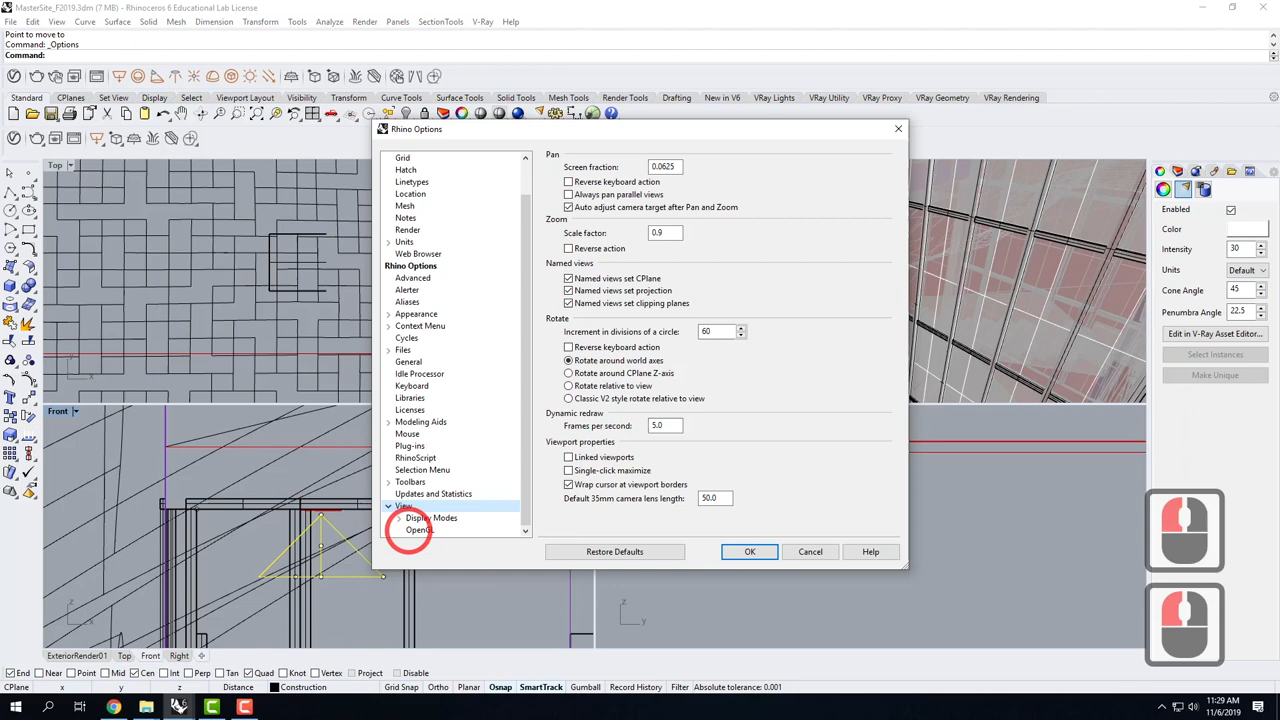 MasterSite_F2019.3dm (7 MB) - Rhinoceros 6 Educational Lab License
File Edit View Curve Surface Solid Mesh Dimension Transform Tools Analyze Render Panels SectionTools V-Ray Help
Point to move to
Command: _Options
Command:
Standard CPlanes Set View Display Select Viewport Layout Visibility Transform Curve Tools Surface Tools Solid Tools Mesh Tools Render Tools Drafting New in V6 VRay Lights VRay Utility VRay Proxy VRay Geometry VRay Rendering
Rhino Options
Top
Front
Grid
Hatch
Linetypes
Location
Mesh
Notes
Render
Units
Web Browser
Rhino Options
Advanced
Alerter
Aliases
Appearance
Context Menu
Cycles
Files
General
Idle Processor
Keyboard
Libraries
Licenses
Modeling Aids
Mouse
Plug-ins
RhinoScript
Selection Menu
Toolbars
Updates and Statistics
View
Display Modes
OpenGL
Pan
Screen fraction: 0.0625
Reverse keyboard action
Always pan parallel views
Auto adjust camera target after Pan and Zoom
Zoom
Scale factor: 0.9
Reverse action
Named views
Named views set CPlane
Named views set projection
Named views set clipping planes
Rotate
Increment in divisions of a circle: 60
Reverse keyboard action
Rotate around world axes
Rotate around CPlane Z-axis
Rotate relative to view
Classic V2 style rotate relative to view
Dynamic redraw
Frames per second: 5.0
Viewport properties
Linked viewports
Single-click maximize
Wrap cursor at viewport borders
Default 35mm camera lens length: 50.0
Restore Defaults OK Cancel Help
Enabled
Color
Intensity 30
Units Default
Cone Angle 45
Penumbra Angle 22.5
Edit in V-Ray Asset Editor...
Select Instances
Make Unique
y
x
z
x
z
y
ExteriorRender01 Top Front Right
End Near Point Mid Cen Int Perp Tan Quad Knot Vertex Project Disable
CPlane x y z Distance Construction Grid Snap Ortho Planar Osnap SmartTrack Gumball Record History Filter Absolute tolerance: 0.001
11:29 AM
11/6/2019